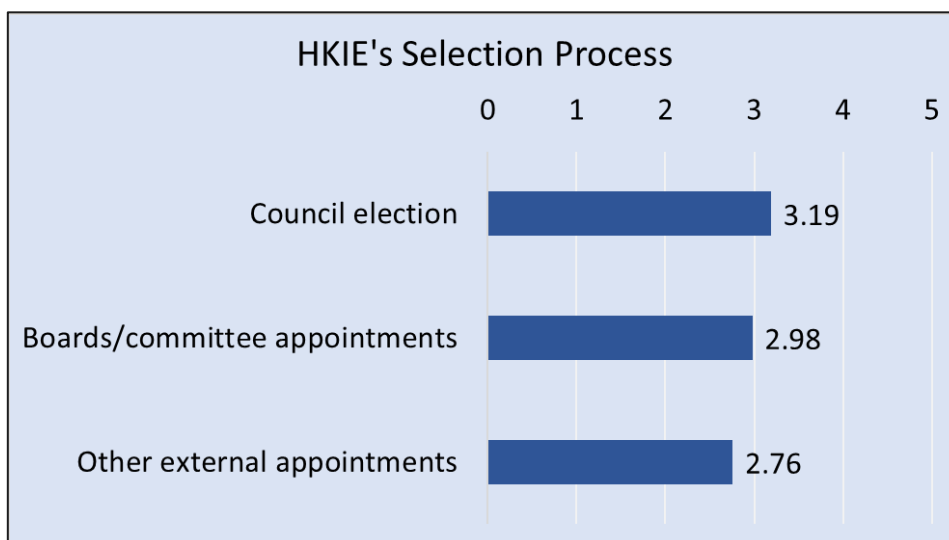 HKIE's Selection Process
0 1 2 3 4 5
Council election 3.19
Boards/committee appointments 2.98
Other external appointments 2.76